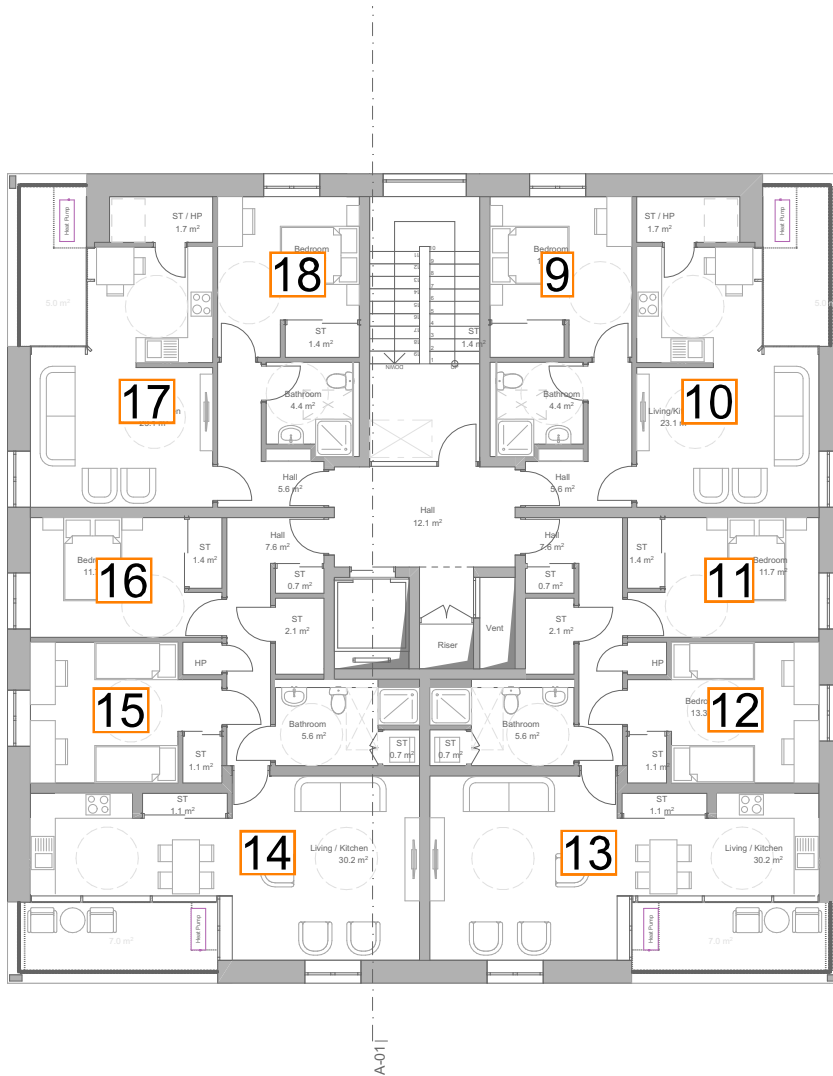 Heat Pump
ST / HP
1.7 m²
Bedroom
18
9
Bedroom
ST / HP
1.7 m²
Heat Pump
5.0 m²
ST
1.4 m²
ST
1.4 m²
DOWN
UP
17
Bathroom
4.4 m²
Bathroom
4.4 m²
Living/Ki
23.1 m
10
Hall
5.6 m²
Hall
5.6 m²
Hall
12.1 m²
Hall
7.6 m²
Hall
7.6 m²
ST
1.4 m²
ST
1.4 m²
Bedr
11.
16
11
Bedroom
11.7 m²
ST
0.7 m²
ST
0.7 m²
ST
2.1 m²
ST
2.1 m²
Riser
Vent
HP
HP
15
12
Bedr
13.3
Bathroom
5.6 m²
Bathroom
5.6 m²
ST
1.1 m²
ST
0.7 m²
ST
0.7 m²
ST
1.1 m²
ST
1.1 m²
ST
1.1 m²
14
Living / Kitchen
30.2 m²
13
Living / Kitchen
30.2 m²
7.0 m²
Heat Pump
Heat Pump
7.0 m²
A-01